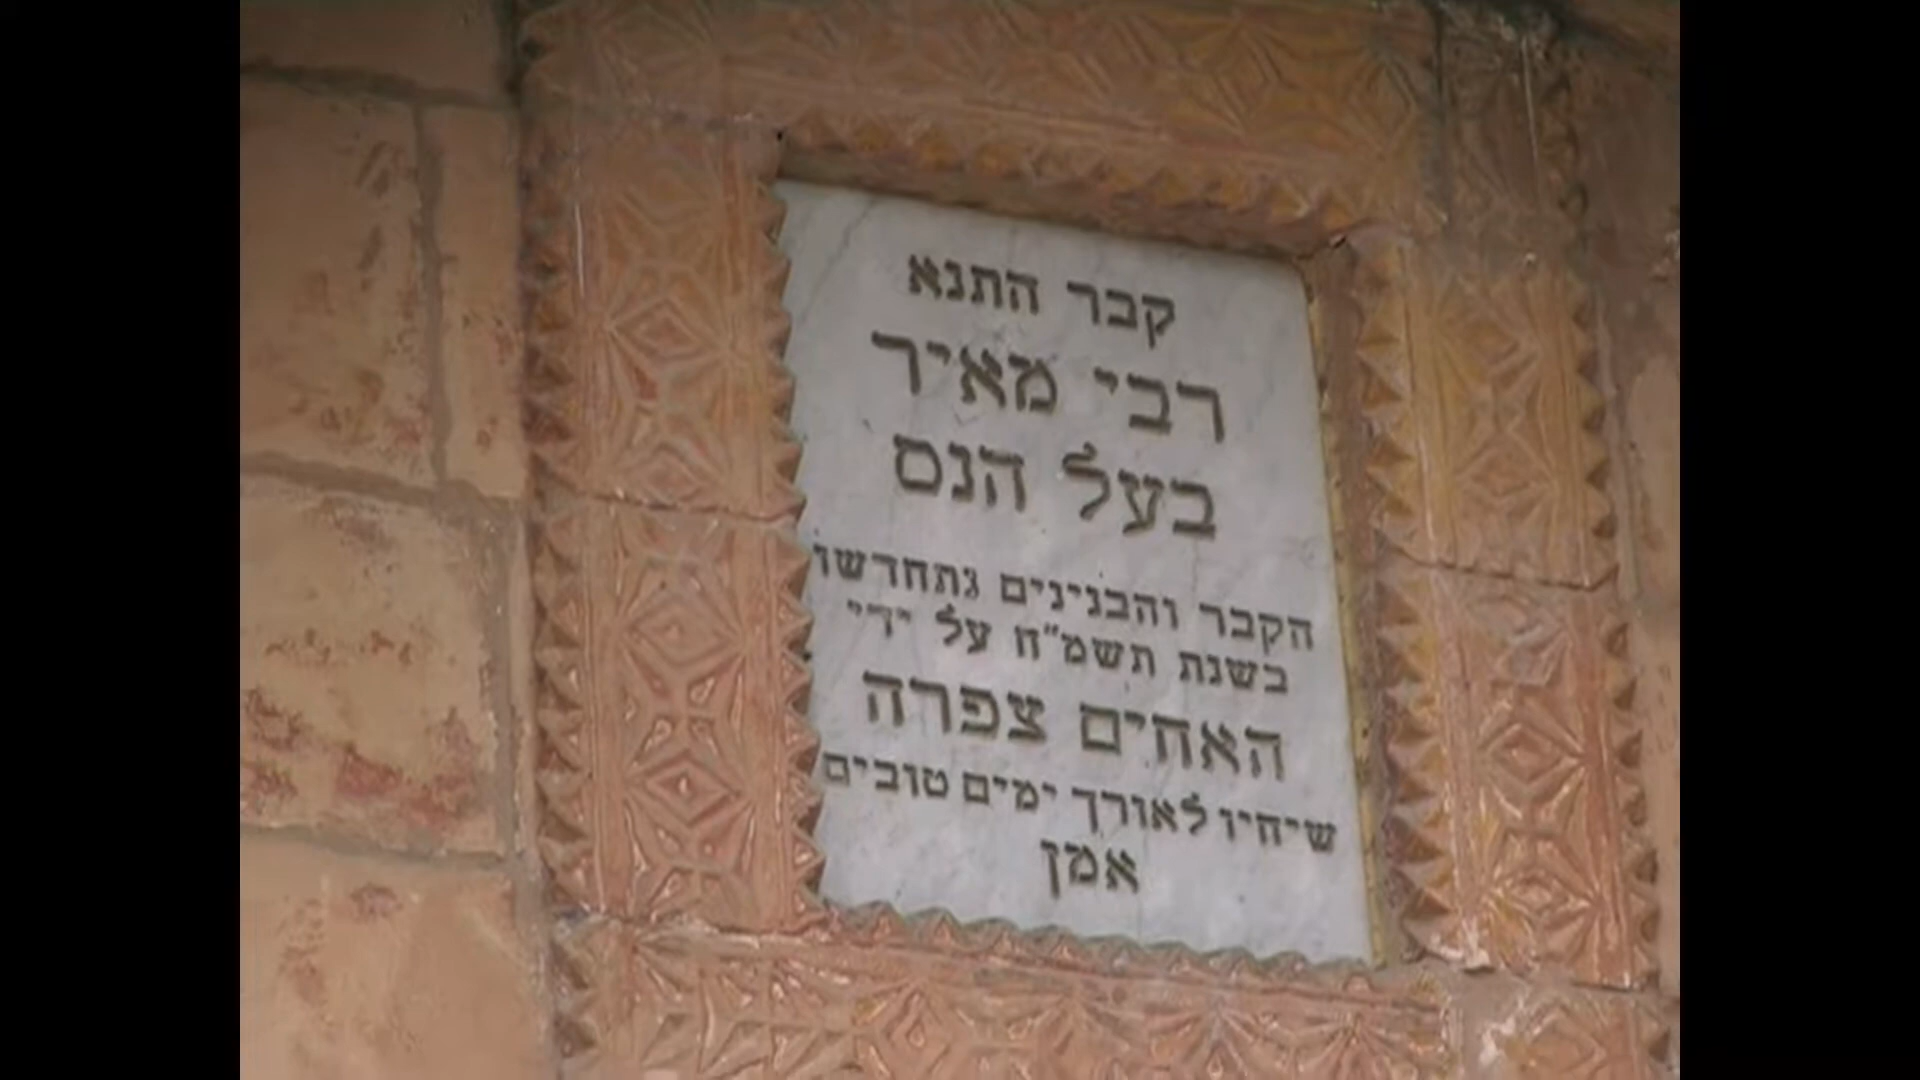 קבר התנא
רבי מאיר
בעל הנס
הקבר והבנינים נתחדשו
בשנת תשמ״ח על ידי
האחים צפרה
שיחיו לאורך ימים טובים
אמן